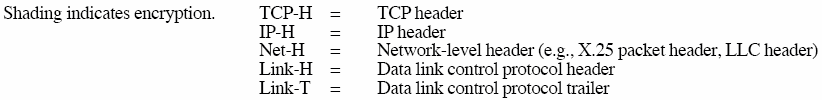 Shading indicates encryption. TCP-H = TCP header
IP-H = IP header
Net-H = Network-level header (e.g., X.25 packet header, LLC header)
Link-H = Data link control protocol header
Link-T = Data link control protocol trailer